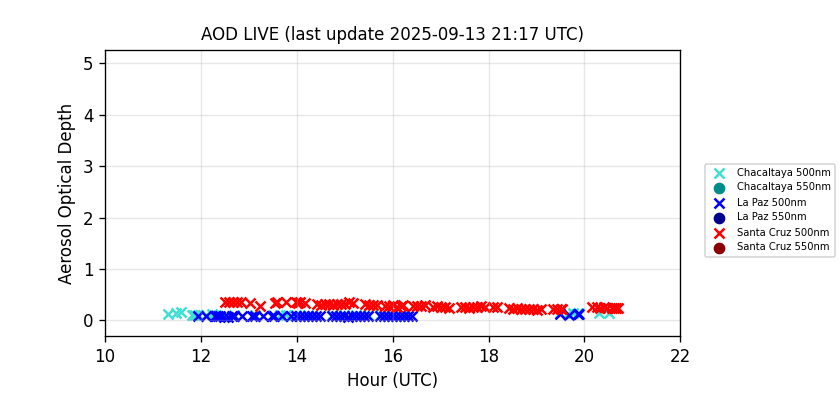 AOD LIVE (last update 2025-09-13 21:17 UTC)
Aerosol Optical Depth
5
4
3
2
1
0
10 12 14 16 18 20 22
Hour (UTC)
Chacaltaya 500nm
Chacaltaya 550nm
La Paz 500nm
La Paz 550nm
Santa Cruz 500nm
Santa Cruz 550nm